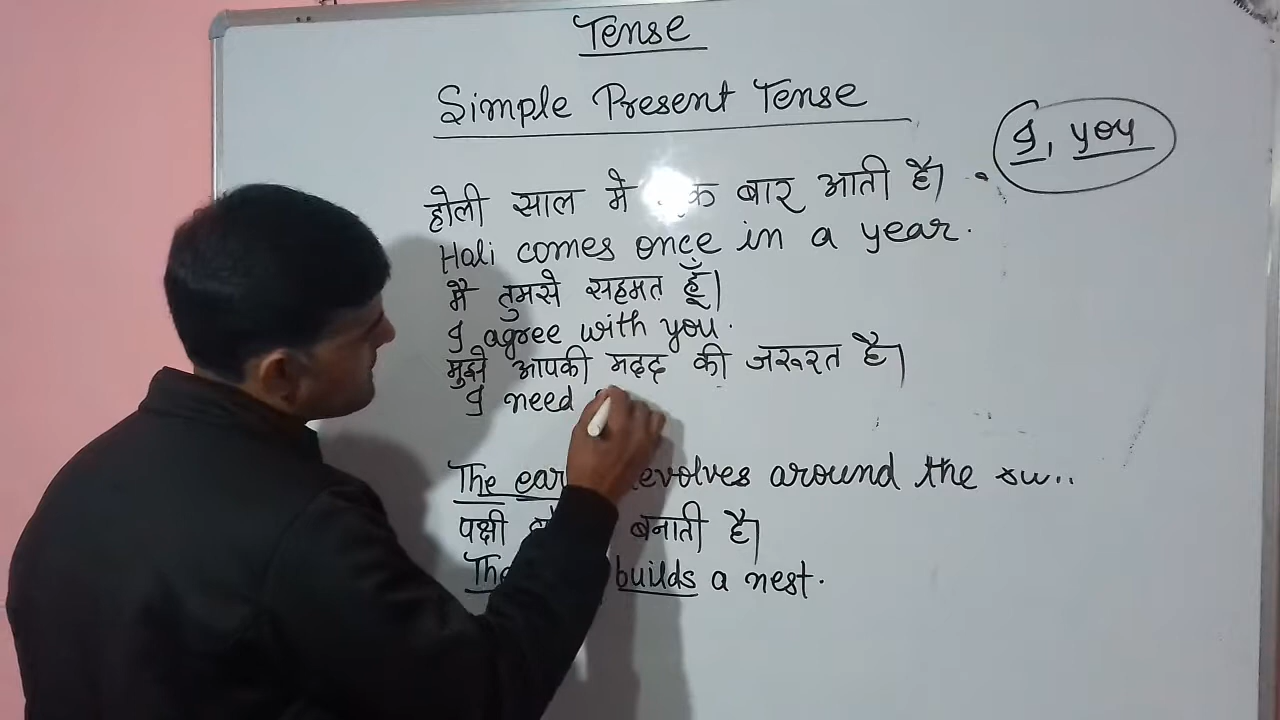 Tense
Simple Present Tense
I, you
होली साल मे बार आती है।
Holi comes once in a year.
मै तुमसे सहमत हूँ।
I agree with you.
मुझे आपकी मदद की जरूरत है।
I need
The around the
पक्षी बनाती है।
builds a nest.